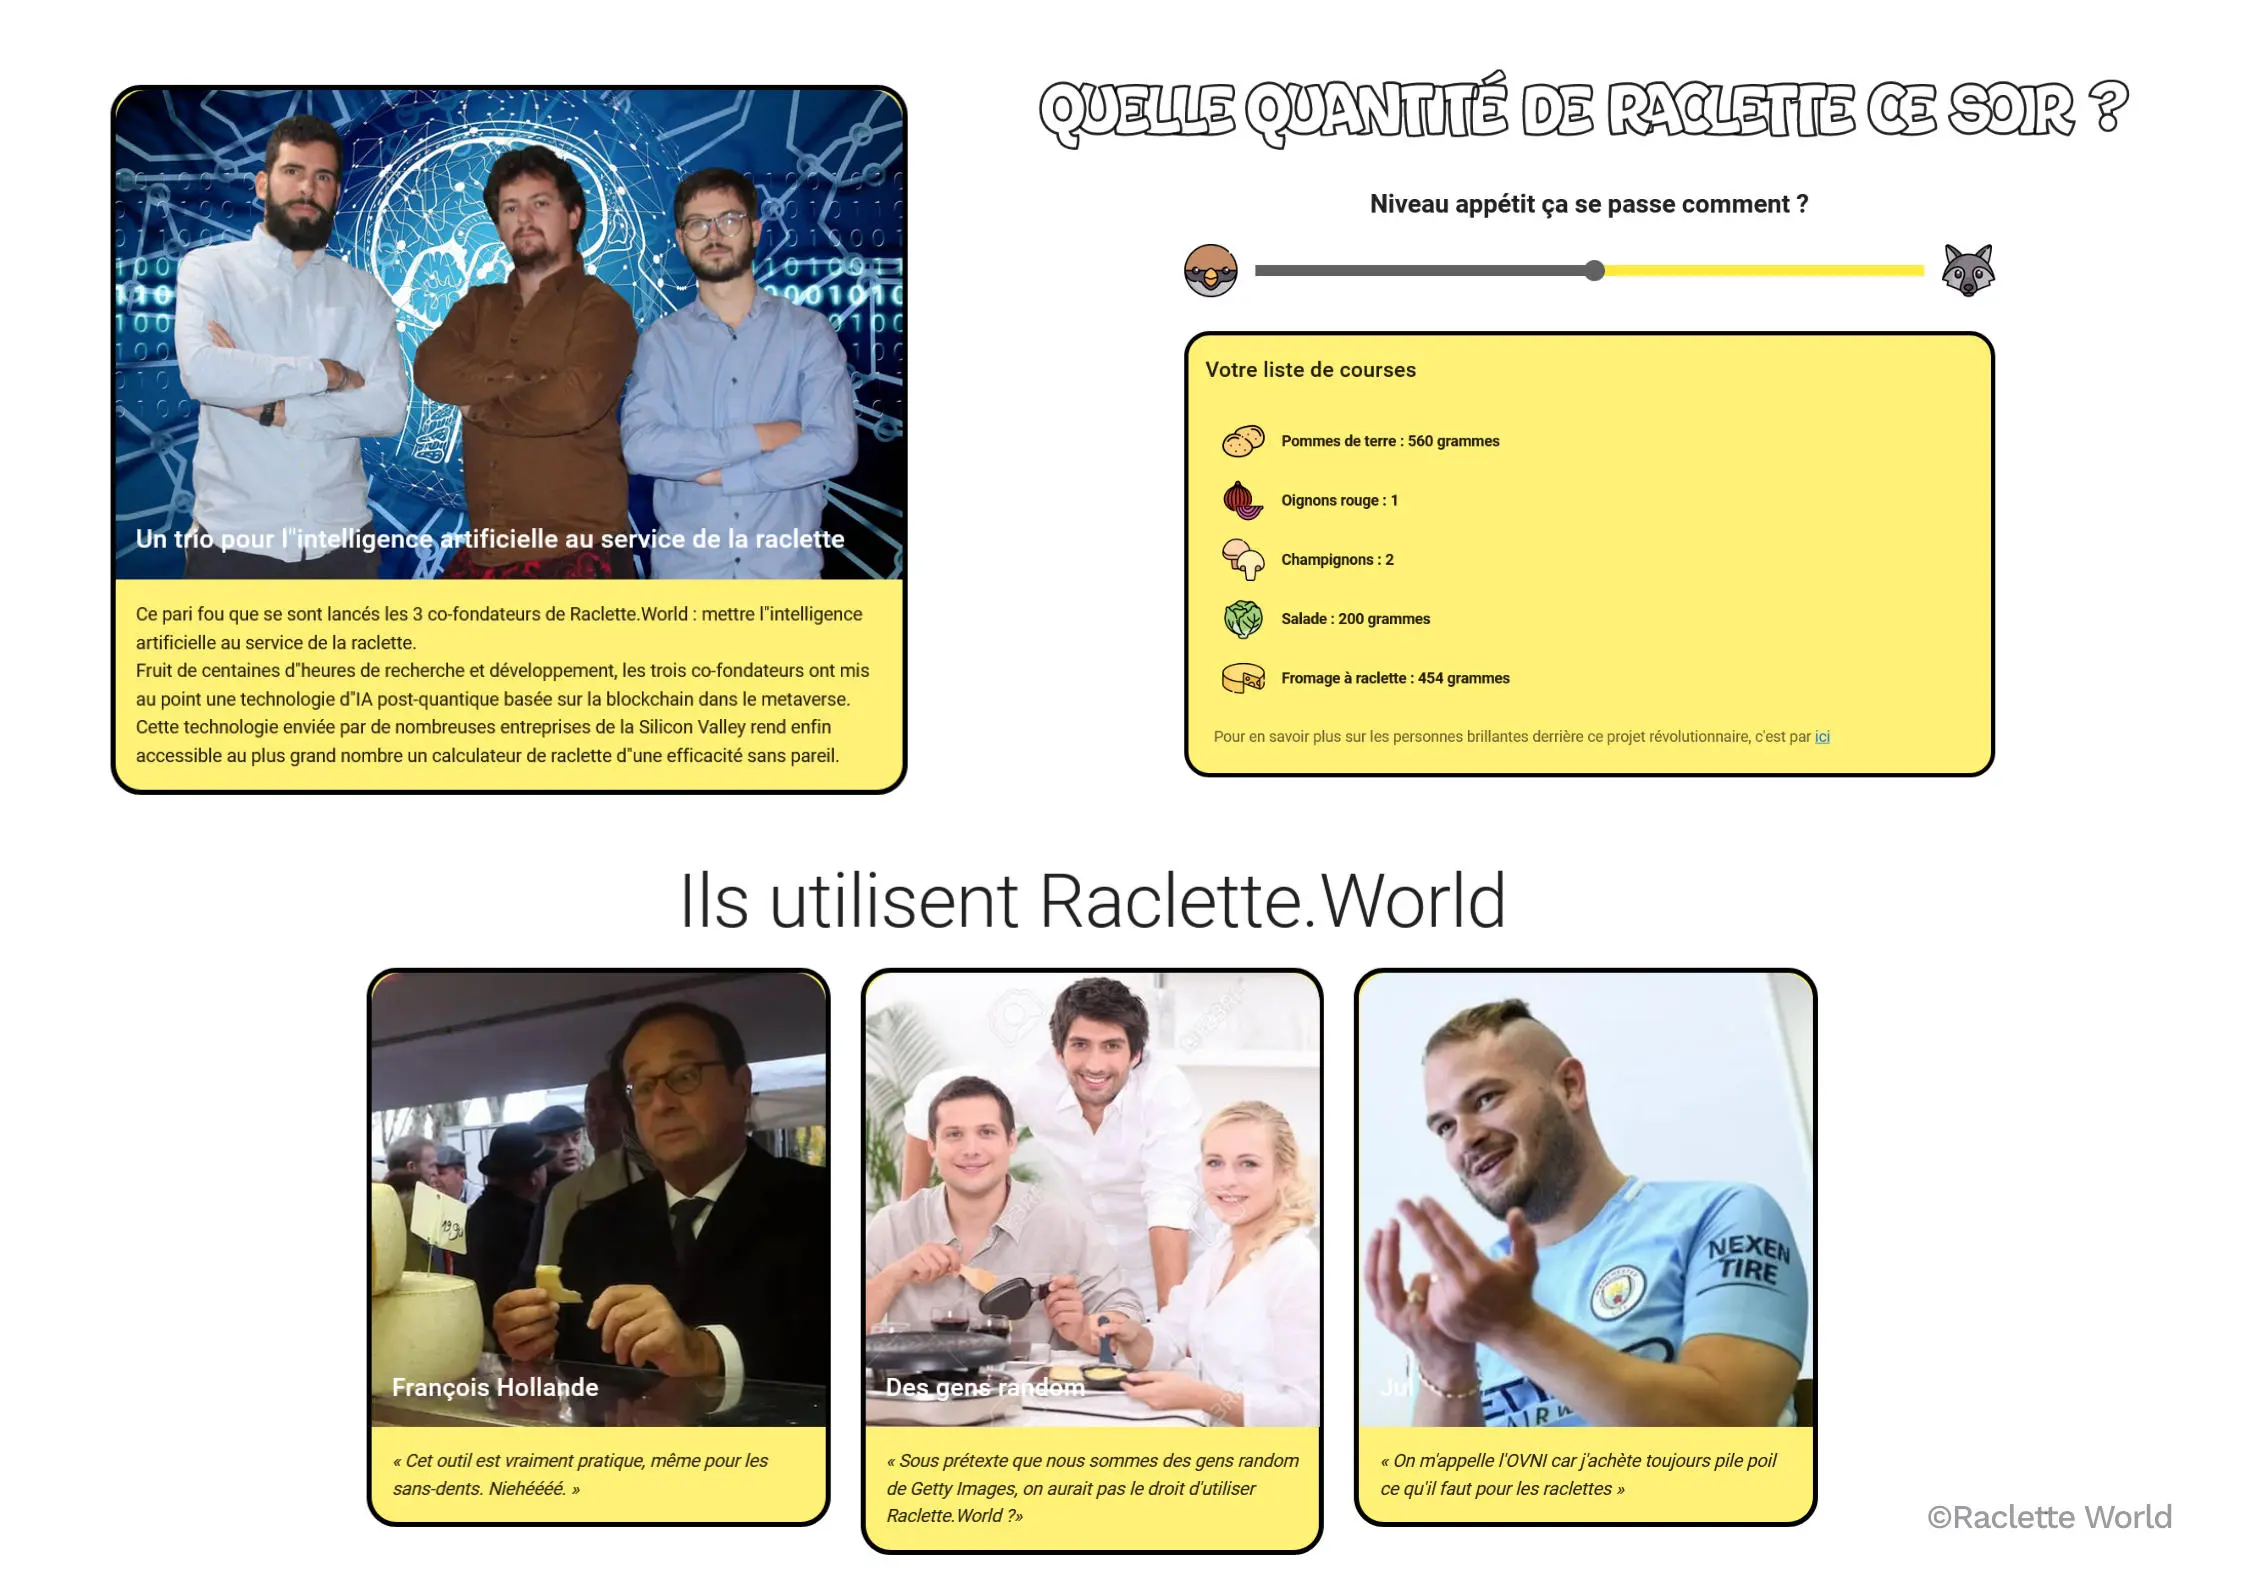 Un trio pour l"intelligence artificielle au service de la raclette
Ce pari fou que se sont lancés les 3 co-fondateurs de Raclette.World : mettre l"intelligence
artificielle au service de la raclette.
Fruit de centaines d"heures de recherche et développement, les trois co-fondateurs ont mis
au point une technologie d"IA post-quantique basée sur la blockchain dans le metaverse.
Cette technologie enviée par de nombreuses entreprises de la Silicon Valley rend enfin
accessible au plus grand nombre un calculateur de raclette d"une efficacité sans pareil.
QUELLE QUANTITÉ DE RACLETTE CE SOIR ?
Niveau appétit ça se passe comment ?
Votre liste de courses
Pommes de terre : 560 grammes
Oignons rouge : 1
Champignons : 2
Salade : 200 grammes
Fromage à raclette : 454 grammes
Pour en savoir plus sur les personnes brillantes derrière ce projet révolutionnaire, c'est par ici
Ils utilisent Raclette.World
François Hollande
« Cet outil est vraiment pratique, même pour les
sans-dents. Niehéééé. »
Des gens random
« Sous prétexte que nous sommes des gens random
de Getty Images, on aurait pas le droit d'utiliser
Raclette.World ?»
NEXEN
TIRE
Jul
« On m'appelle l'OVNI car j'achète toujours pile poil
ce qu'il faut pour les raclettes »
©Raclette World